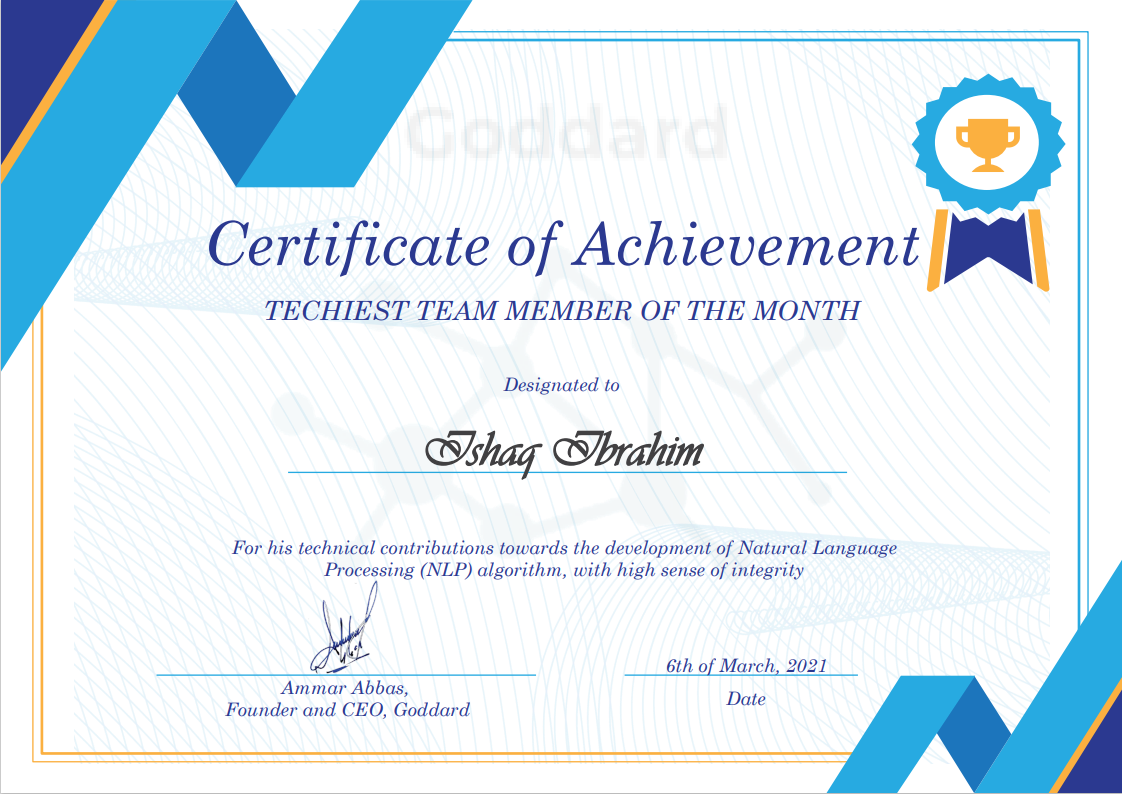 Goddard
Certificate of Achievement
TECHIEST TEAM MEMBER OF THE MONTH
Designated to
Ishaq Ibrahim
For his technical contributions towards the development of Natural Language
Processing (NLP) algorithm, with high sense of integrity
6th of March, 2021
Ammar Abbas,
Founder and CEO, Goddard
Date